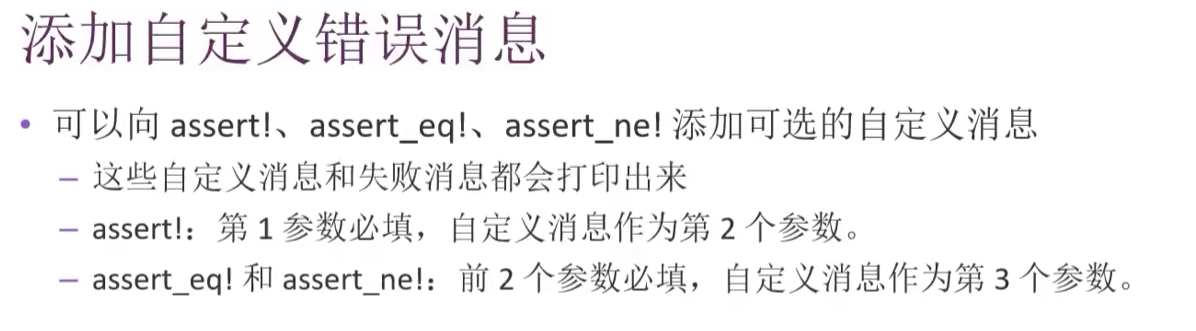 添加自定义错误消息
• 可以向 assert!、assert_eq!、assert_ne! 添加可选的自定义消息
– 这些自定义消息和失败消息都会打印出来
– assert!：第 1 参数必填，自定义消息作为第 2 个参数。
– assert_eq! 和 assert_ne!：前 2 个参数必填，自定义消息作为第 3 个参数。